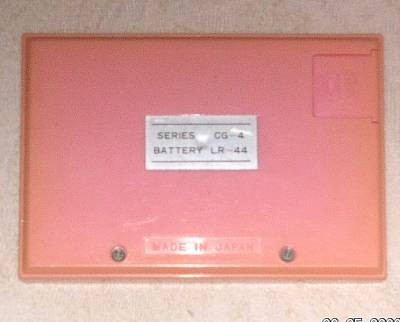 SERIES CG-4
BATTERY LR-44
MADE IN JAPAN